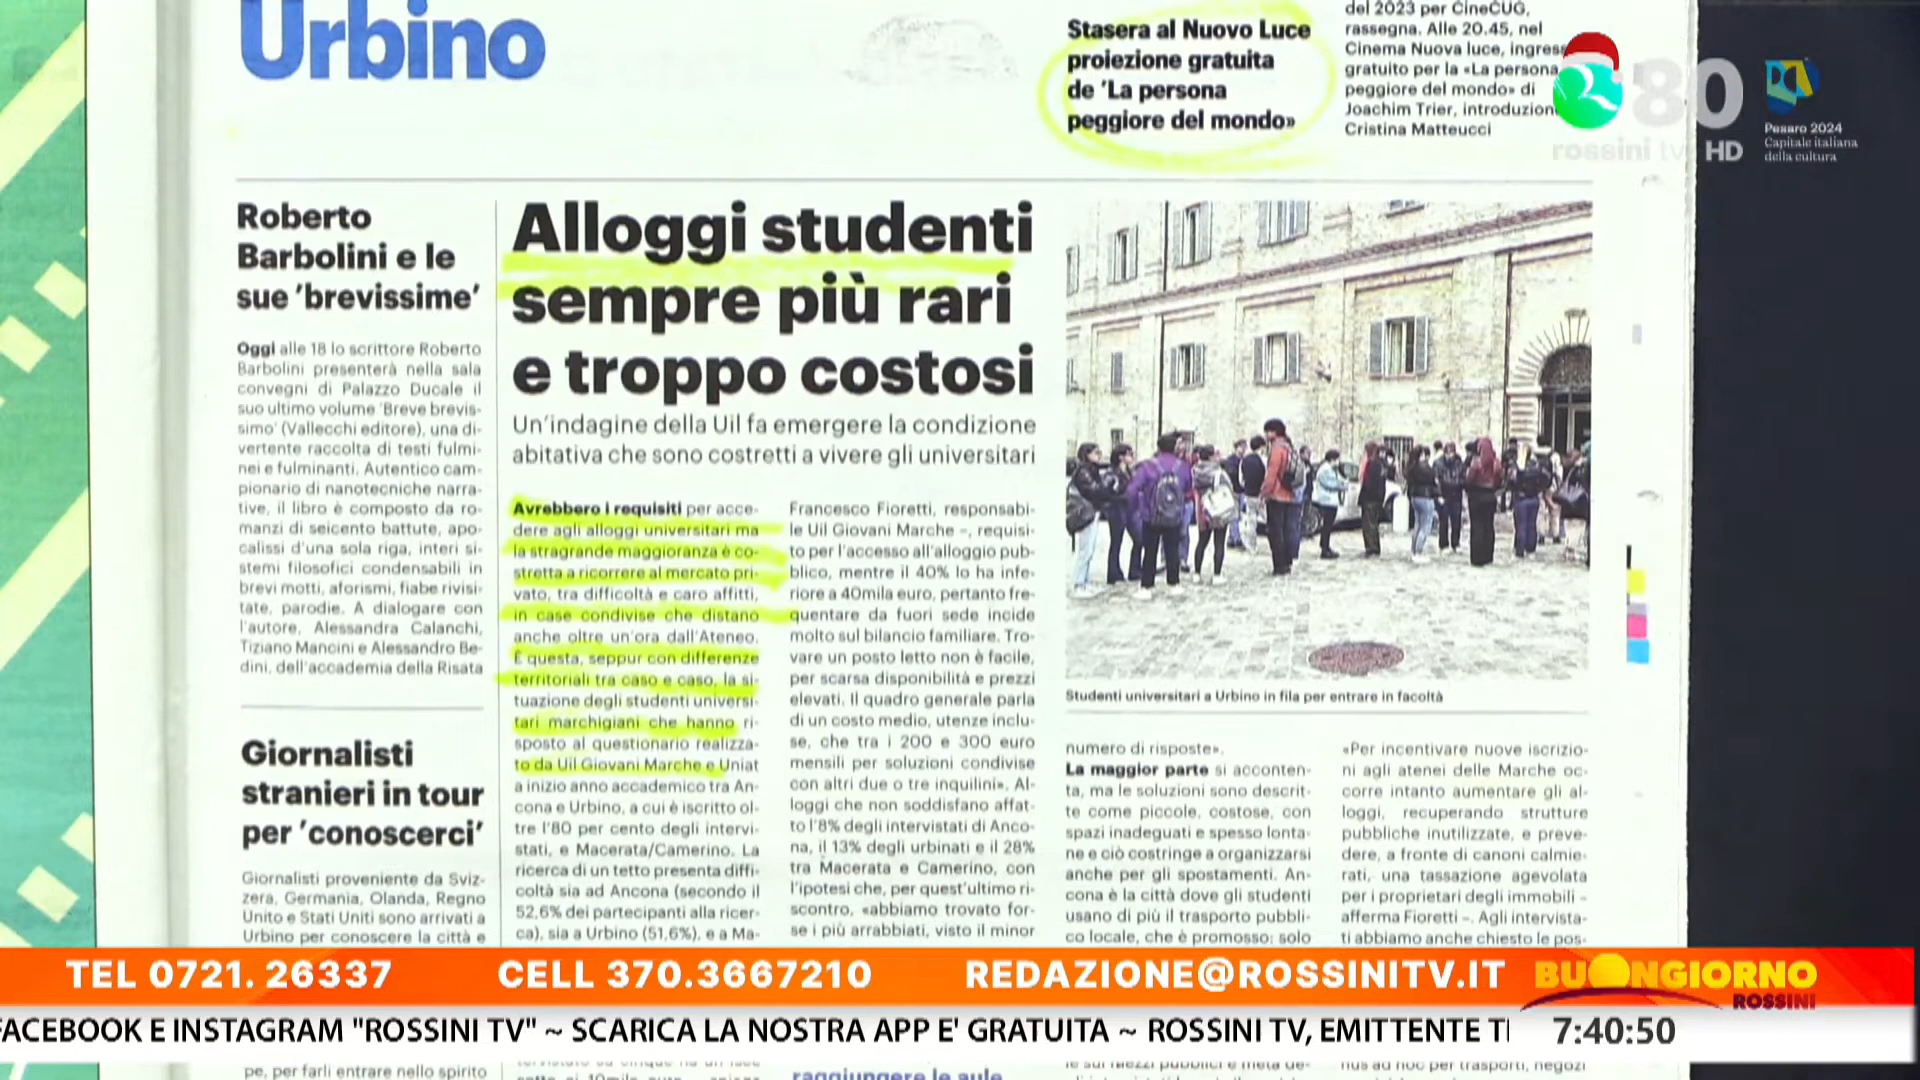 Urbino
Stasera al Nuovo Luce
proiezione gratuita
de 'La persona
peggiore del mondo»
del 2023 per CineCUG,
rassegna. Alle 20.45, nel
Cinema Nuova luce, ingres
gratuito per la «La persona
peggiore del mondo» di
Joachim Trier, introduzion
Cristina Matteucci
80
rossini tv HD
Pesaro 2024
Capitale italiana
della cultura
Roberto
Barbolini e le
sue 'brevissime'
Oggi alle 18 lo scrittore Roberto
Barbolini presenterà nella sala
convegni di Palazzo Ducale il
suo ultimo volume 'Breve brevis-
simo' (Vallecchi editore), una di-
vertente raccolta di testi fulmi-
nei e fulminanti. Autentico cam-
pionario di nanotecniche narra-
tive, il libro è composto da ro-
manzi di seicento battute, apo-
calissi d'una sola riga, interi si-
stemi filosofici condensabili in
brevi motti, aforismi, fiabe rivisi-
tate, parodie. A dialogare con
l'autore, Alessandra Calanchi,
Tiziano Mancini e Alessandro Be-
dini, dell'accademia della Risata
Giornalisti
stranieri in tour
per 'conoscerci'
Giornalisti proveniente da Sviz-
zera, Germania, Olanda, Regno
Unito e Stati Uniti sono arrivati a
Urbino per conoscere la città e
pe, per farli entrare nello spirito
Alloggi studenti
sempre più rari
e troppo costosi
Un'indagine della Uil fa emergere la condizione
abitativa che sono costretti a vivere gli universitari
Avrebbero i requisiti per acce-
dere agli alloggi universitari ma
la stragrande maggioranza è co-
stretta a ricorrere al mercato pri-
vato, tra difficoltà e caro affitti,
in case condivise che distano
anche oltre un'ora dall'Ateneo.
È questa, seppur con differenze
territoriali tra caso e caso, la si-
tuazione degli studenti universi-
tari marchigiani che hanno ri-
sposto al questionario realizza-
to da Uil Giovani Marche e Uniat
a inizio anno accademico tra An-
cona e Urbino, a cui è iscritto ol-
tre l'80 per cento degli intervi-
stati, e Macerata/Camerino. La
ricerca di un tetto presenta diffi-
coltà sia ad Ancona (secondo il
52,6% dei partecipanti alla ricer-
ca), sia a Urbino (51,6%), e a Ma-
Francesco Fioretti, responsabi-
le Uil Giovani Marche –, requisi-
to per l'accesso all'alloggio pub-
blico, mentre il 40% lo ha infe-
riore a 40mila euro, pertanto fre-
quentare da fuori sede incide
molto sul bilancio familiare. Tro-
vare un posto letto non è facile,
per scarsa disponibilità e prezzi
elevati. Il quadro generale parla
di un costo medio, utenze inclu-
se, che tra i 200 e 300 euro
mensili per soluzioni condivise
con altri due o tre inquilini». Al-
loggi che non soddisfano affat-
to l'8% degli intervistati di Anco-
na, il 13% degli urbinati e il 28%
tra Macerata e Camerino, con
l'ipotesi che, per quest'ultimo ri-
scontro, «abbiamo trovato for-
se i più arrabbiati, visto il minor
raggiungere le aule
Studenti universitari a Urbino in fila per entrare in facoltà
numero di risposte».
La maggior parte si acconten-
ta, ma le soluzioni sono descrit-
te come piccole, costose, con
spazi inadeguati e spesso lonta-
ne e ciò costringe a organizzarsi
anche per gli spostamenti. An-
cona è la città dove gli studenti
usano di più il trasporto pubbli-
co locale, che è promosso: solo
«Per incentivare nuove iscrizio-
ni agli atenei delle Marche oc-
corre intanto aumentare gli al-
loggi, recuperando strutture
pubbliche inutilizzate, e preve-
dere, a fronte di canoni calmie-
rati, una tassazione agevolata
per i proprietari degli immobili –
afferma Fioretti –. Agli intervista-
ti abbiamo anche chiesto le pos-
TEL 0721. 26337 CELL 370.3667210 REDAZIONE@ROSSINITV.IT BUONGIORNO
ROSSINI
FACEBOOK E INSTAGRAM "ROSSINI TV" ~ SCARICA LA NOSTRA APP E' GRATUITA ~ ROSSINI TV, EMITTENTE
7:40:50